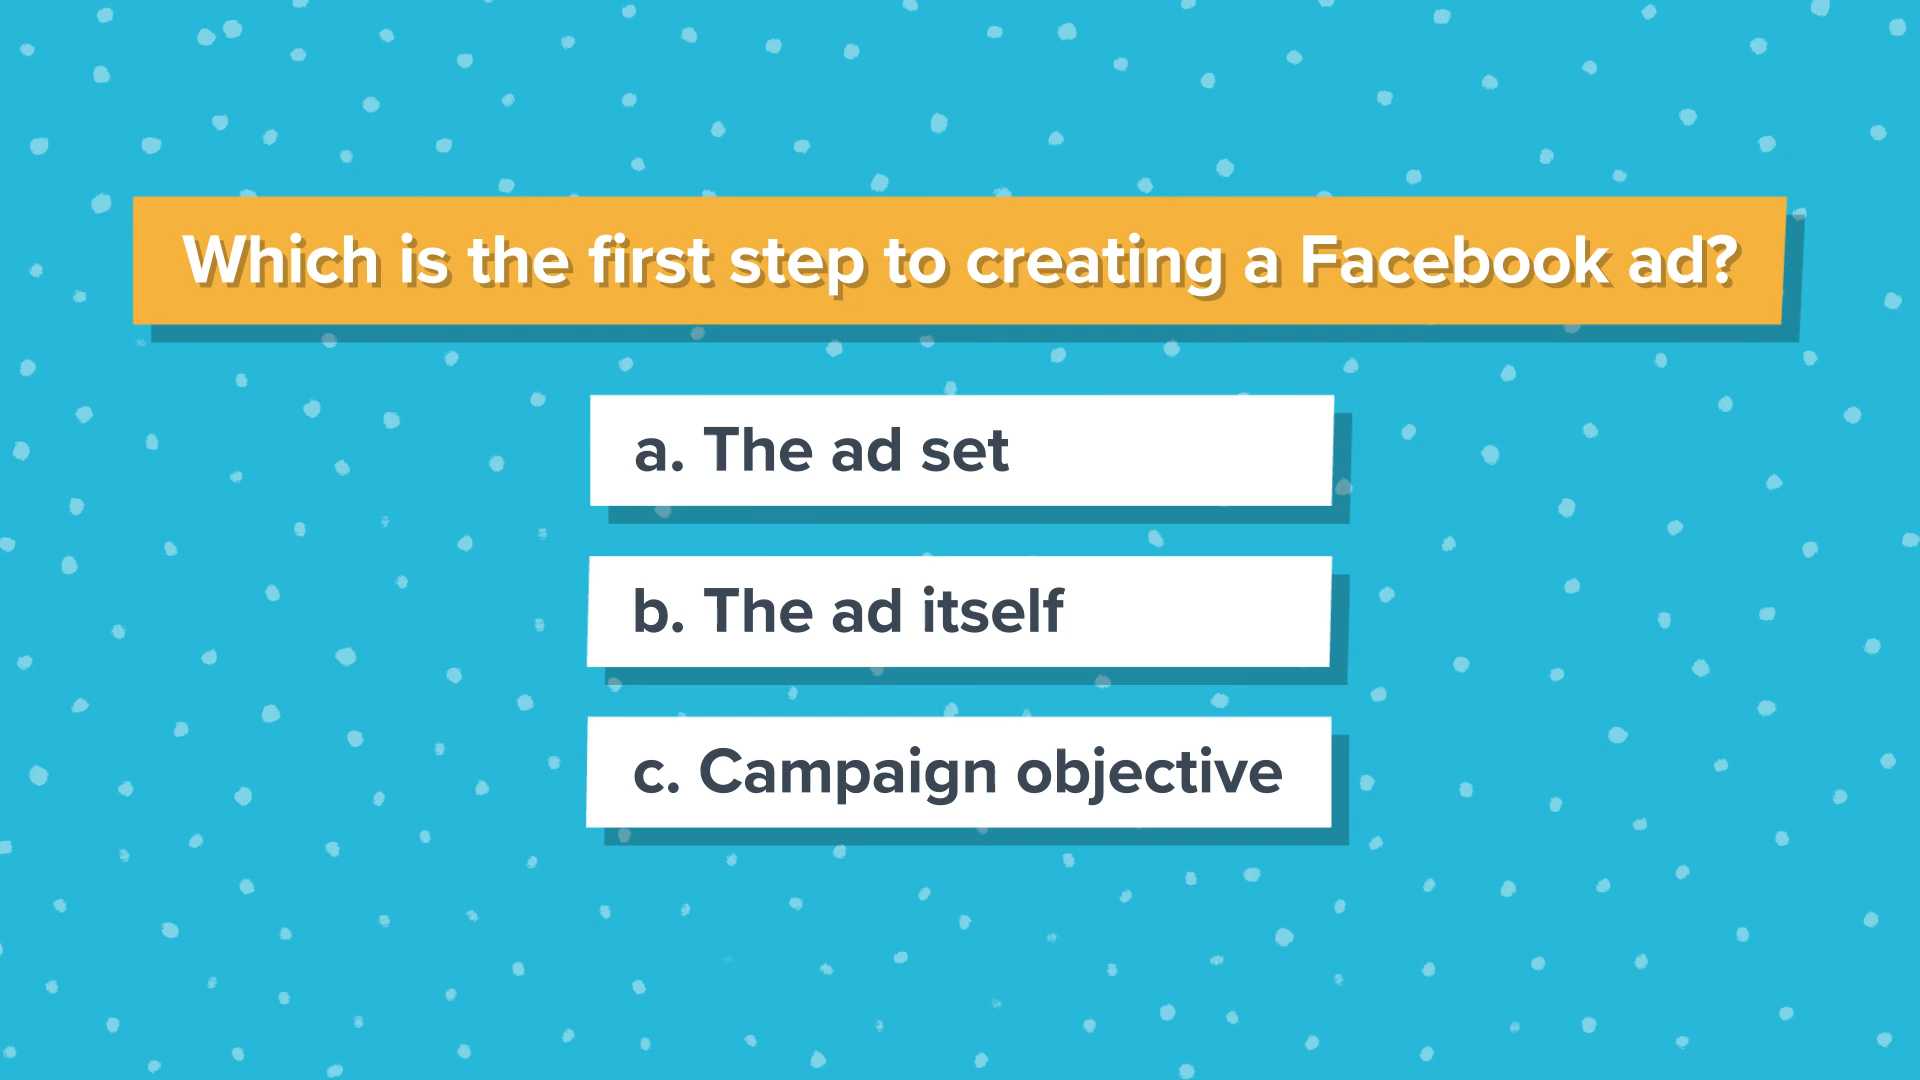 Which is the first step to creating a Facebook ad?
a. The ad set
b. The ad itself
c. Campaign objective